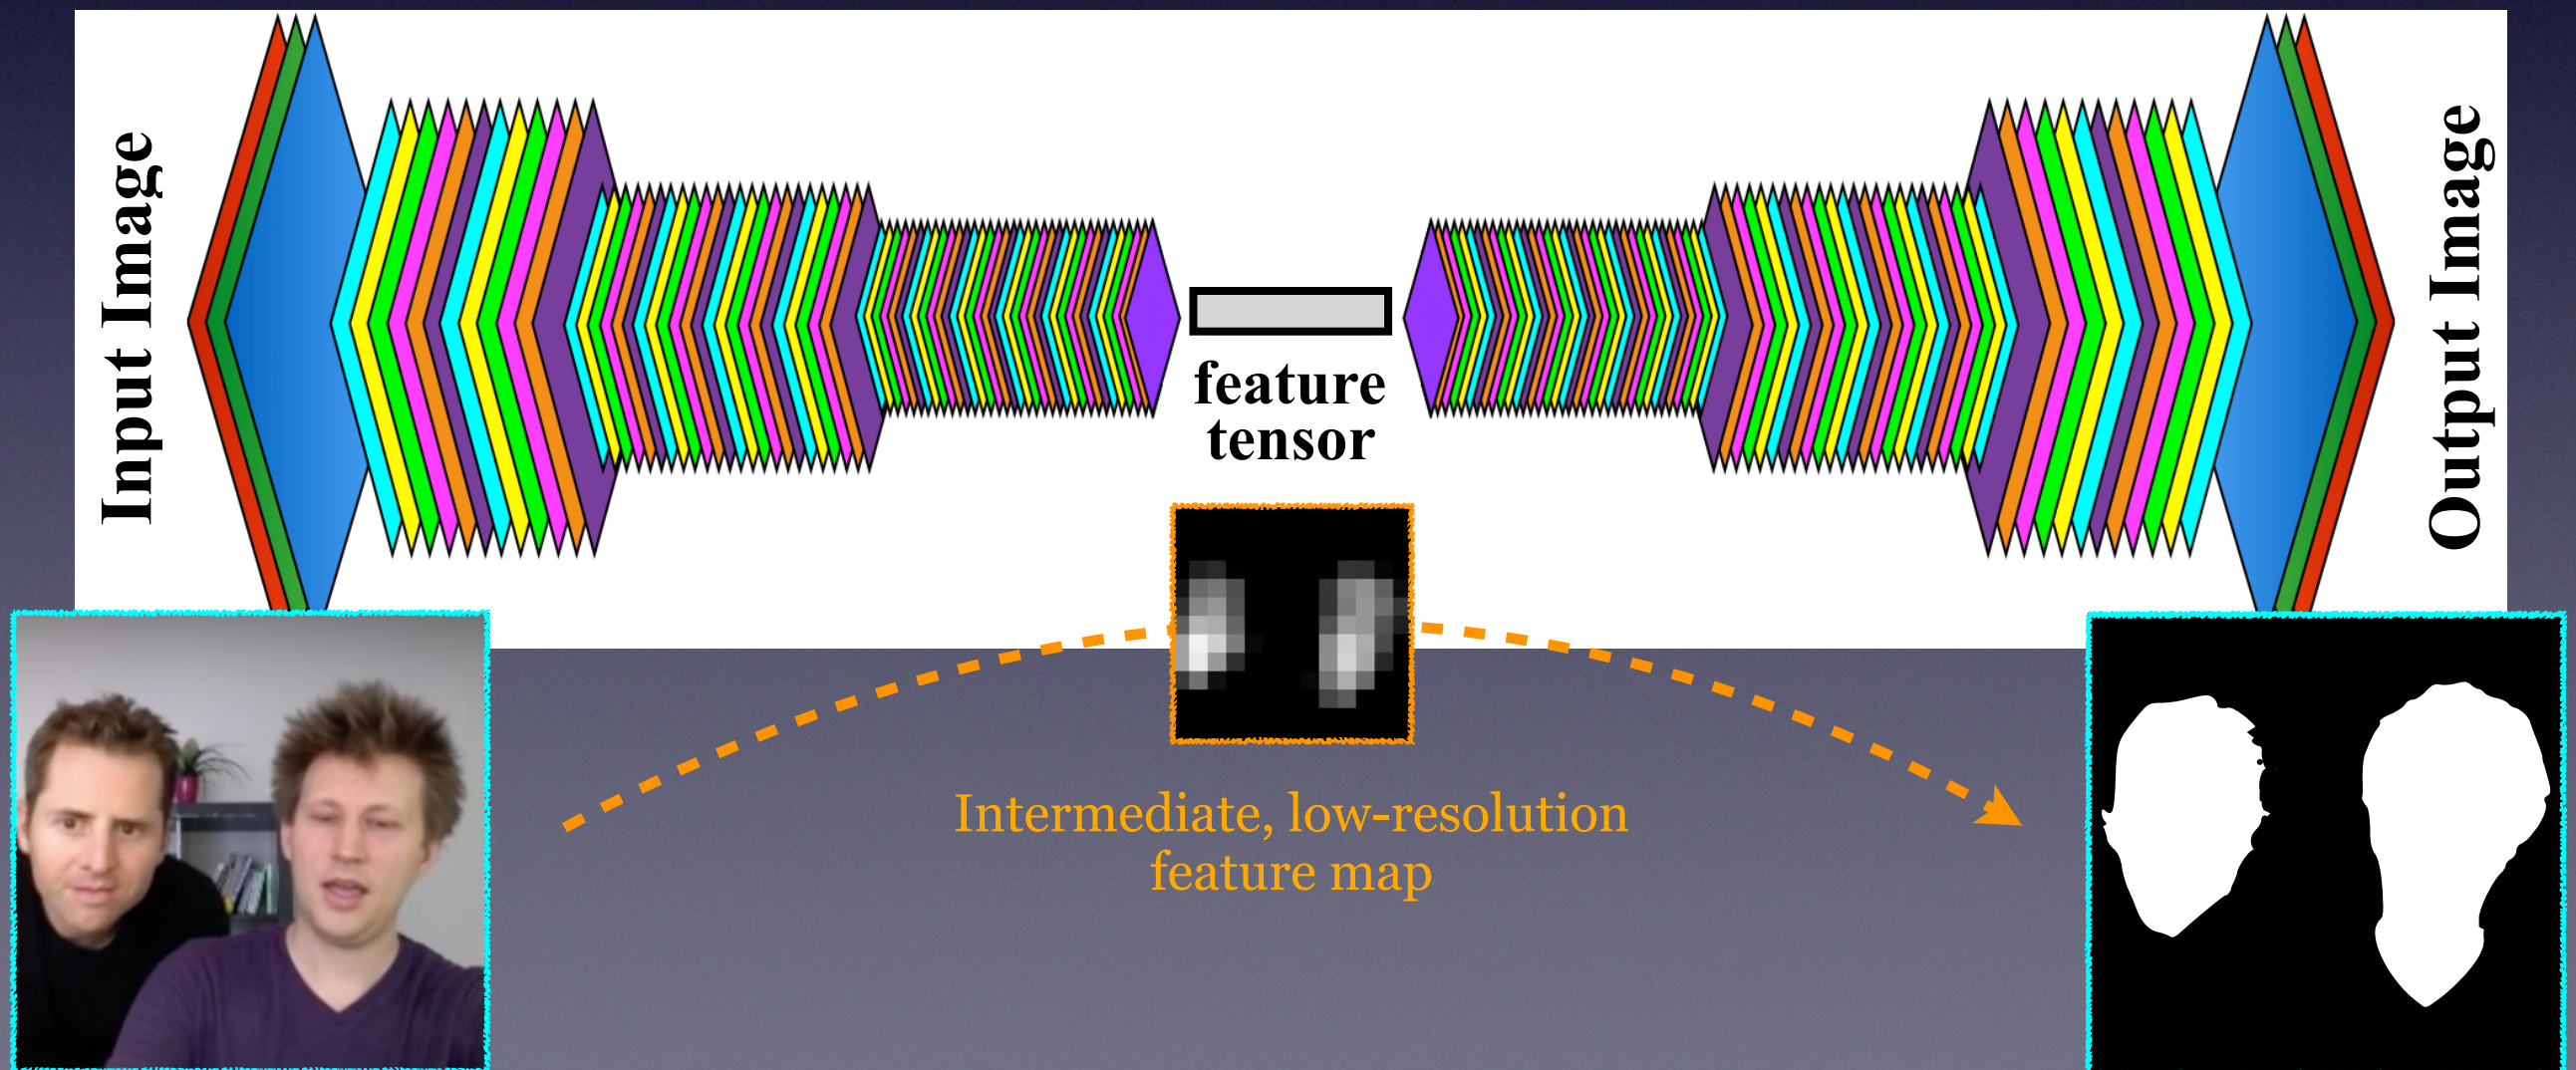 Input Image
feature
tensor
Output Image
Intermediate, low-resolution
feature map